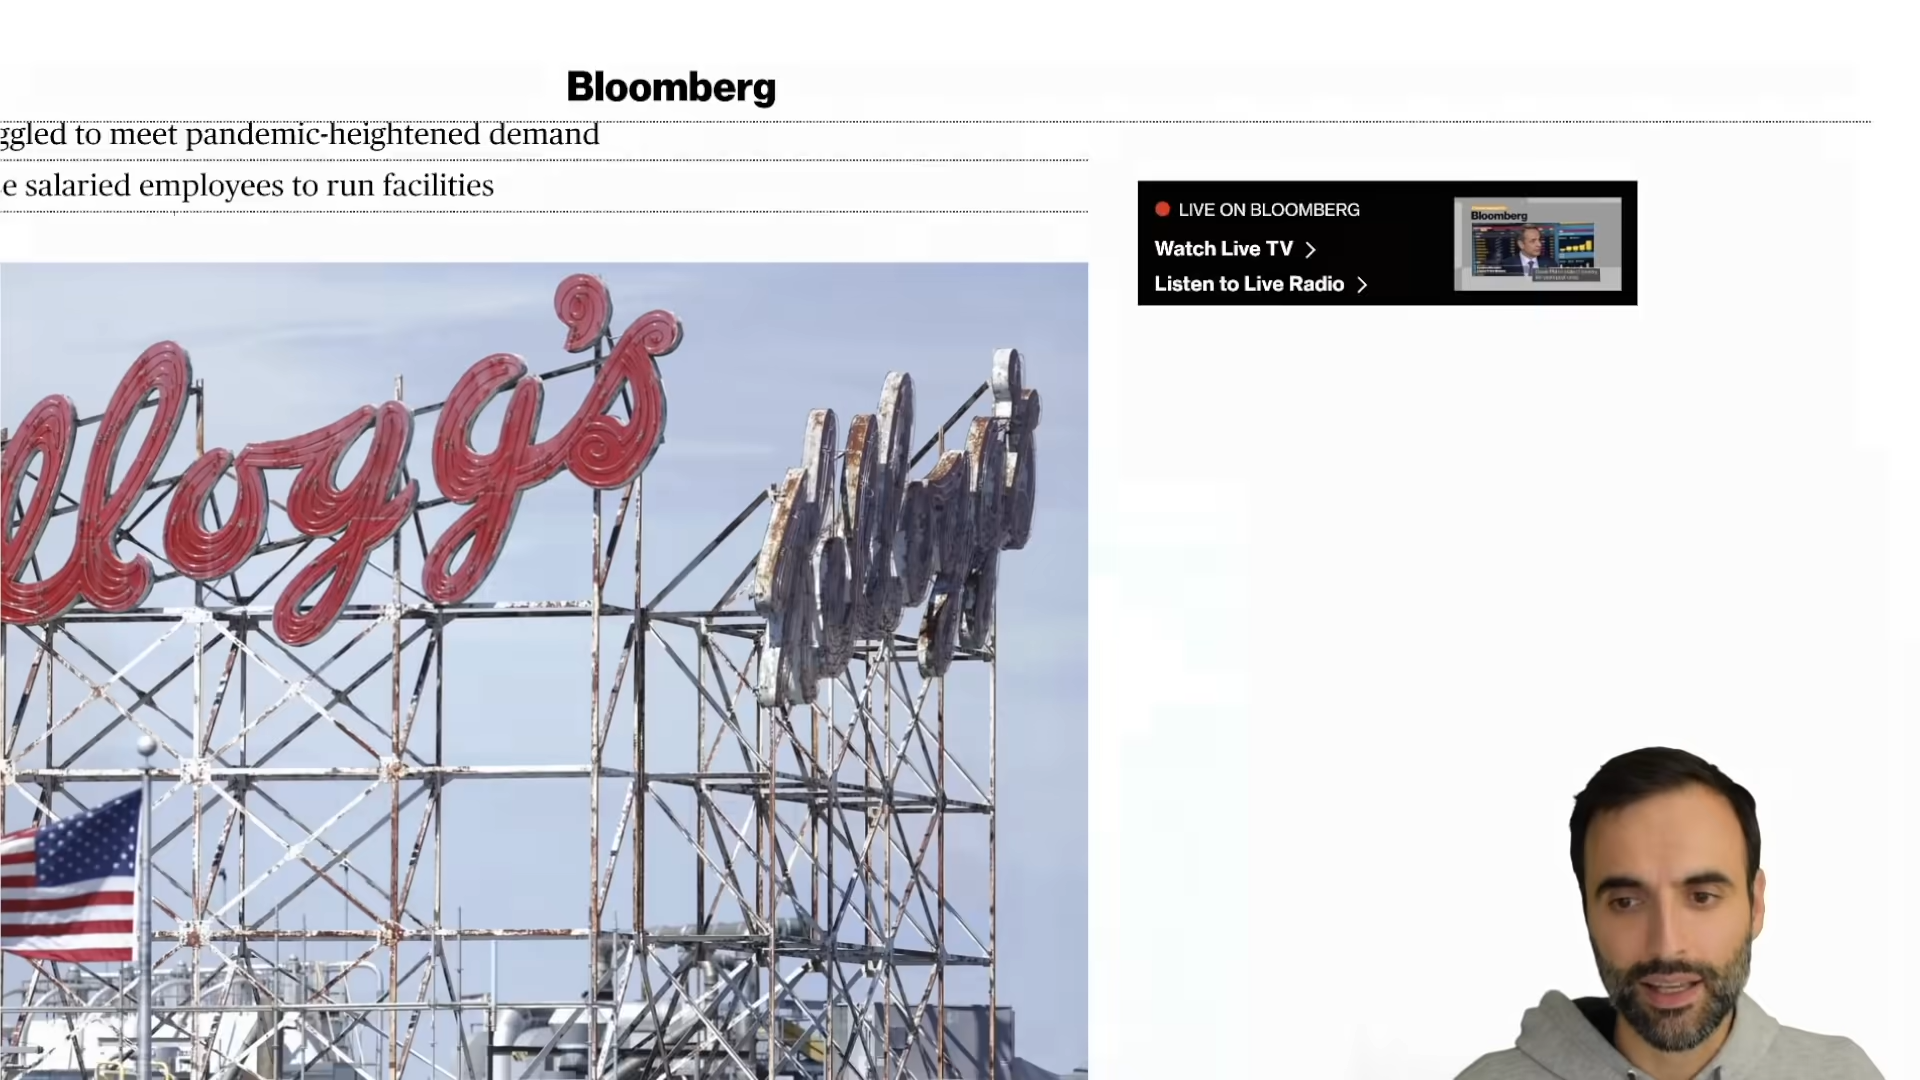 Bloomberg
ggled to meet pandemic-heightened demand
e salaried employees to run facilities
LIVE ON BLOOMBERG
Watch Live TV
Listen to Live Radio
Bloomberg
llogg's